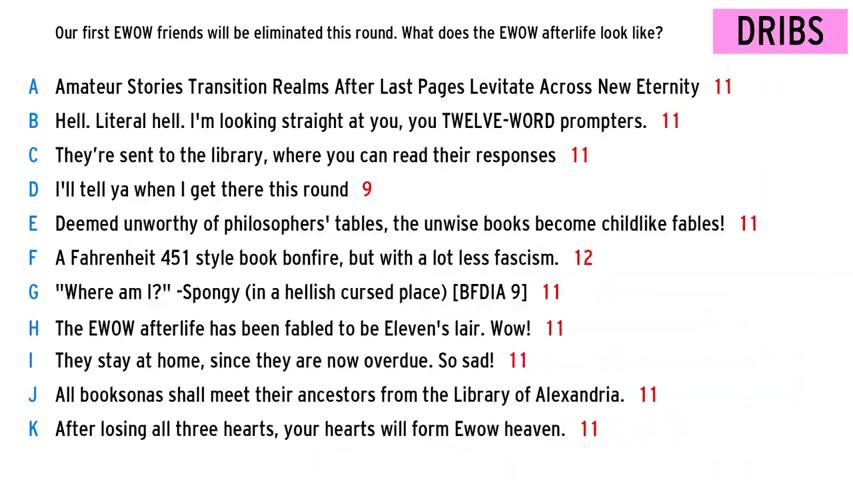 Our first EWOW friends will be eliminated this round. What does the EWOW afterlife look like?
DRIBS
A Amateur Stories Transition Realms After Last Pages Levitate Across New Eternity 11
B Hell. Literal hell. I'm looking straight at you, you TWELVE-WORD prompters. 11
C They're sent to the library, where you can read their responses 11
D I'll tell ya when I get there this round 9
E Deemed unworthy of philosophers' tables, the unwise books become childlike fables! 11
F A Fahrenheit 451 style book bonfire, but with a lot less fascism. 12
G "Where am I?" -Spongy (in a hellish cursed place) [BFDIA 9] 11
H The EWOW afterlife has been fabled to be Eleven's lair. Wow! 11
I They stay at home, since they are now overdue. So sad! 11
J All booksonas shall meet their ancestors from the Library of Alexandria. 11
K After losing all three hearts, your hearts will form Ewow heaven. 11